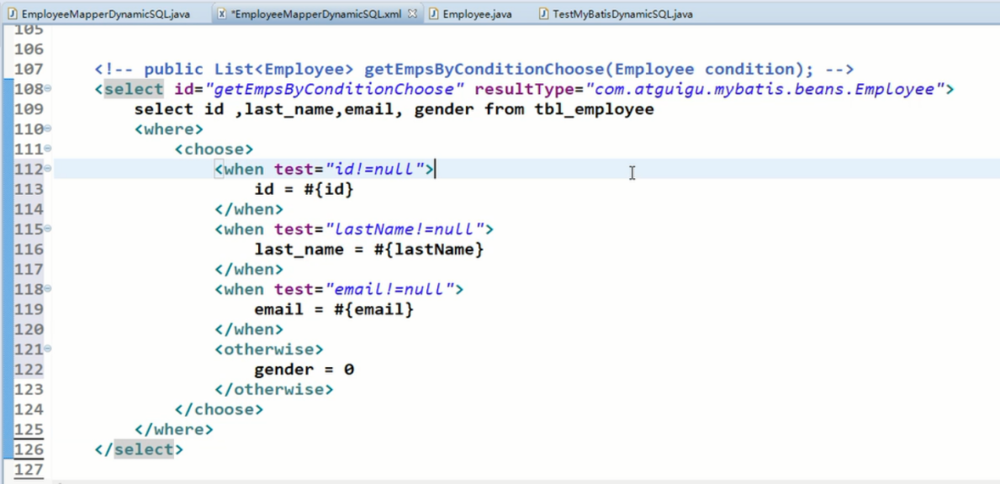 EmployeeMapperDynamicSQL.java *EmployeeMapperDynamicSQL.xml Employee.java TestMyBatisDynamicSQL.java
105
106
107 <!-- public List<Employee> getEmpsByConditionChoose(Employee condition); -->
108 <select id="getEmpsByConditionChoose" resultType="com.atguigu.mybatis.beans.Employee">
109 select id ,last_name,email, gender from tbl_employee
110 <where>
111 <choose>
112 <when test="id!=null">
113 id = #{id}
114 </when>
115 <when test="lastName!=null">
116 last_name = #{lastName}
117 </when>
118 <when test="email!=null">
119 email = #{email}
120 </when>
121 <otherwise>
122 gender = 0
123 </otherwise>
124 </choose>
125 </where>
126 </select>
127